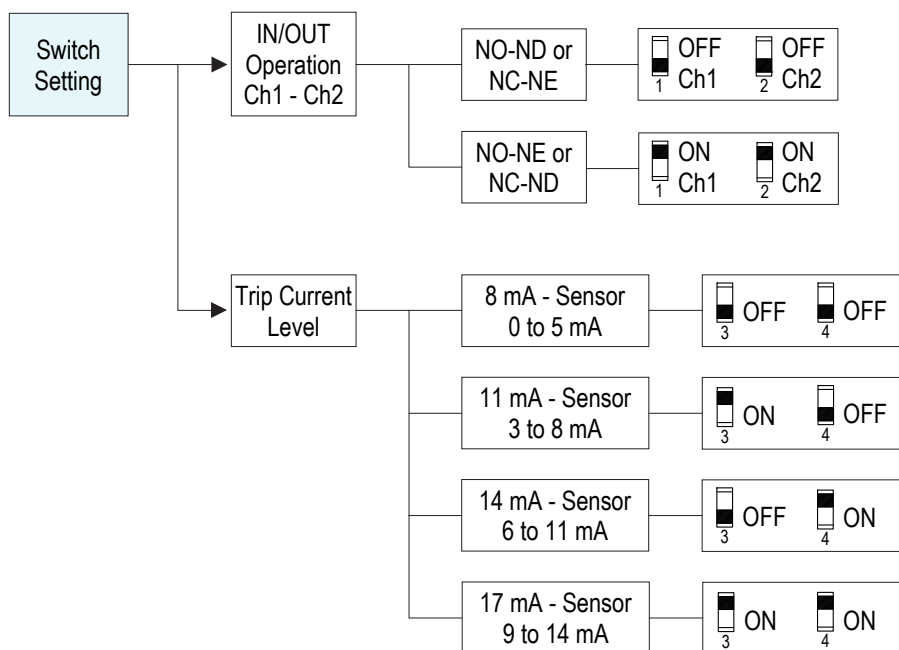 Switch
Setting
IN/OUT
Operation
Ch1 - Ch2
NO-ND or
NC-NE
OFF
Ch1
1
OFF
Ch2
2
NO-NE or
NC-ND
ON
Ch1
1
ON
Ch2
2
Trip Current
Level
8 mA - Sensor
0 to 5 mA
3
OFF
4
OFF
11 mA - Sensor
3 to 8 mA
3
ON
4
OFF
14 mA - Sensor
6 to 11 mA
3
OFF
4
ON
17 mA - Sensor
9 to 14 mA
3
ON
4
ON